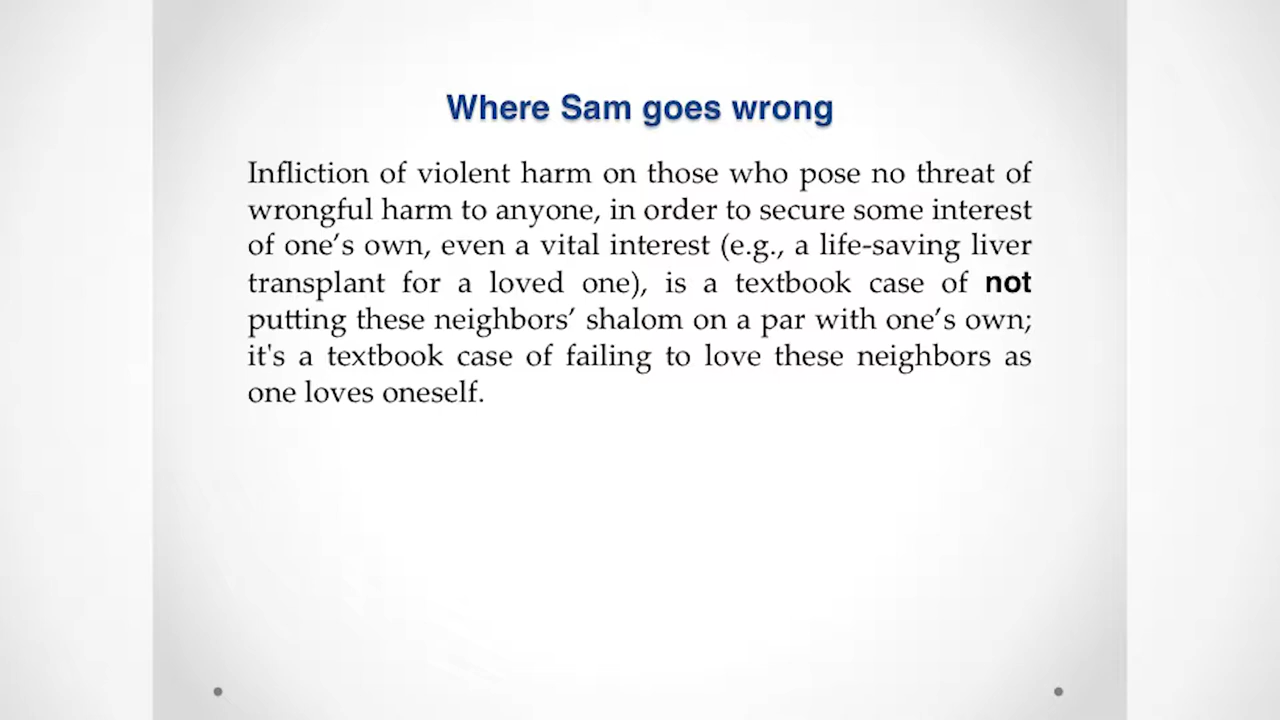 Where Sam goes wrong
Infliction of violent harm on those who pose no threat of
wrongful harm to anyone, in order to secure some interest
of one’s own, even a vital interest (e.g., a life-saving liver
transplant for a loved one), is a textbook case of not
putting these neighbors’ shalom on a par with one’s own;
it's a textbook case of failing to love these neighbors as
one loves oneself.